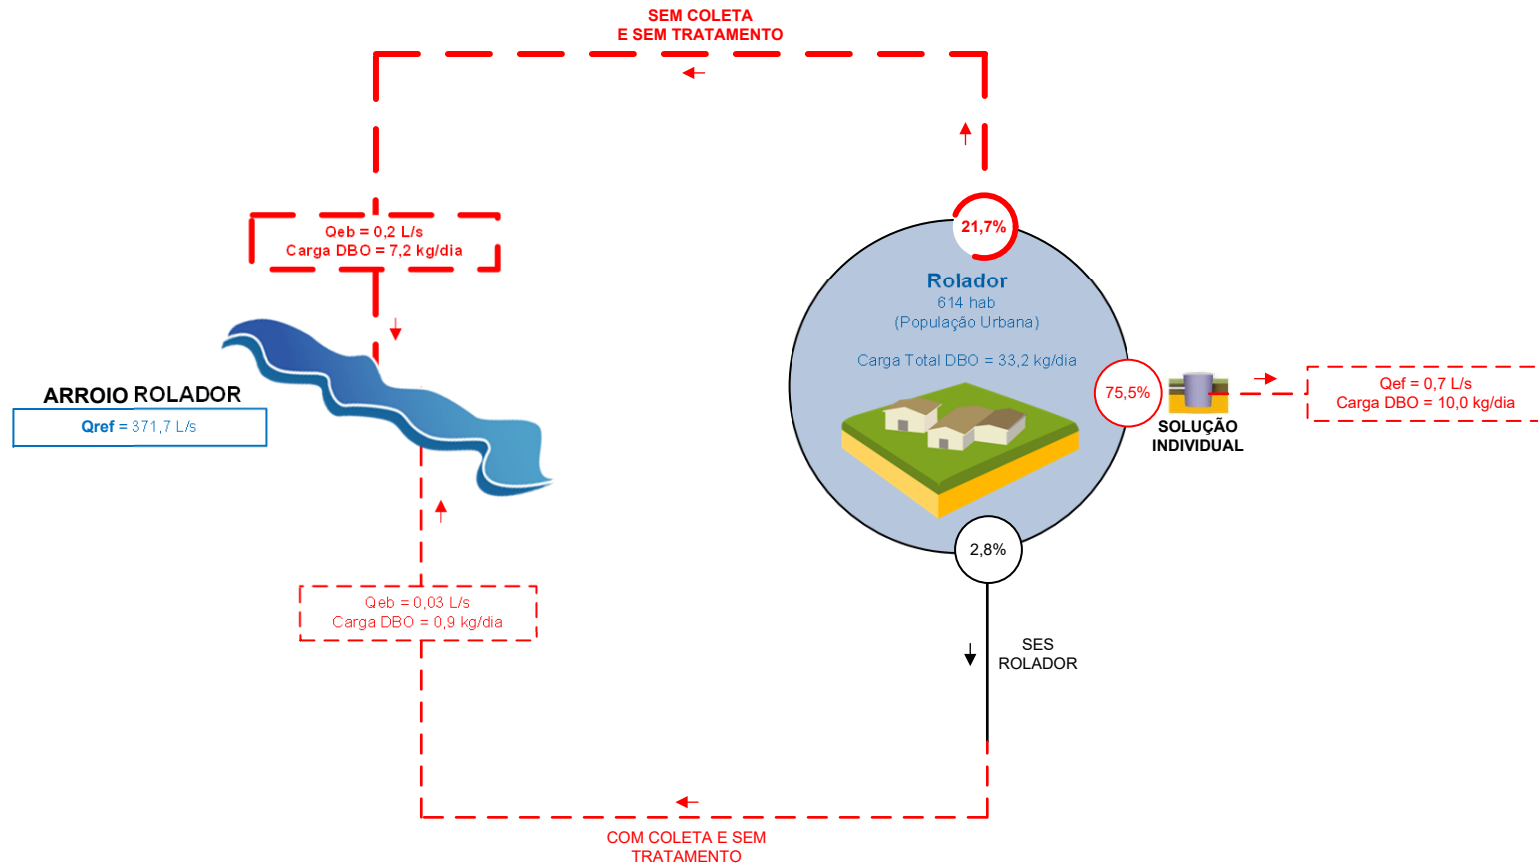 SEM COLETA
E SEM TRATAMENTO
Qeb = 0,2 L/s
Carga DBO = 7,2 kg/dia
21,7%
Rolador
614 hab
(População Urbana)
Carga Total DBO = 33,2 kg/dia
ARROIO ROLADOR
Qref = 371,7 L/s
75,5%
SOLUÇÃO
INDIVIDUAL
Qef = 0,7 L/s
Carga DBO = 10,0 kg/dia
2,8%
Qeb = 0,03 L/s
Carga DBO = 0,9 kg/dia
SES
ROLADOR
COM COLETA E SEM
TRATAMENTO